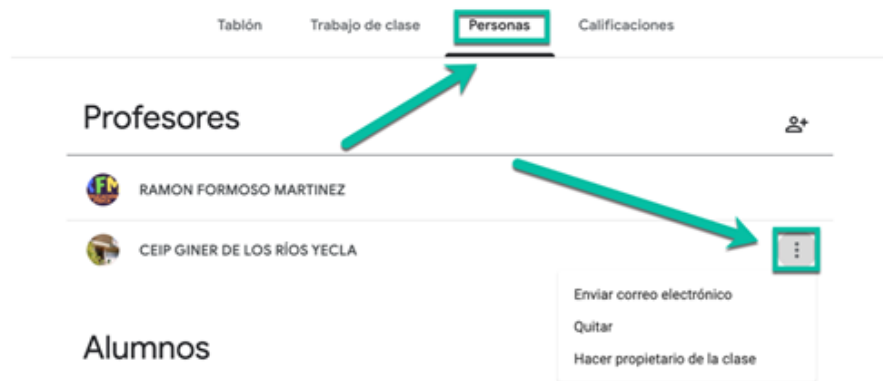 Tablón Trabajo de clase Personas Calificaciones
Profesores
RAMON FORMOSO MARTINEZ
CEIP GINER DE LOS RÍOS YECLA
Enviar correo electrónico
Quitar
Hacer propietario de la clase
Alumnos